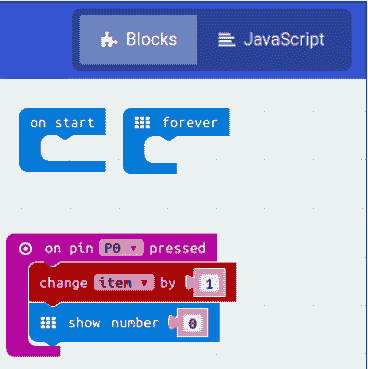 Blocks JavaScript
on start forever
on pin P0 pressed
change item by 1
show number 0